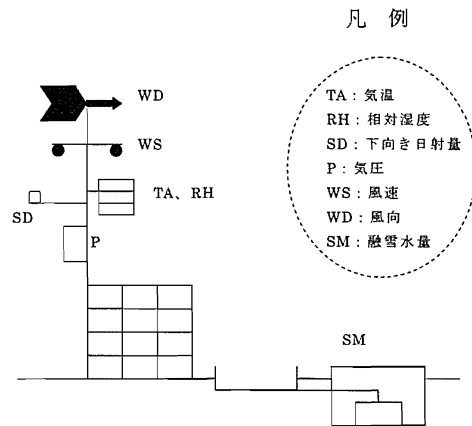 凡 例
WD
WS
TA、RH
SD
P
SM
TA：気温
RH：相対湿度
SD：下向き日射量
P：気圧
WS：風速
WD：風向
SM：融雪水量